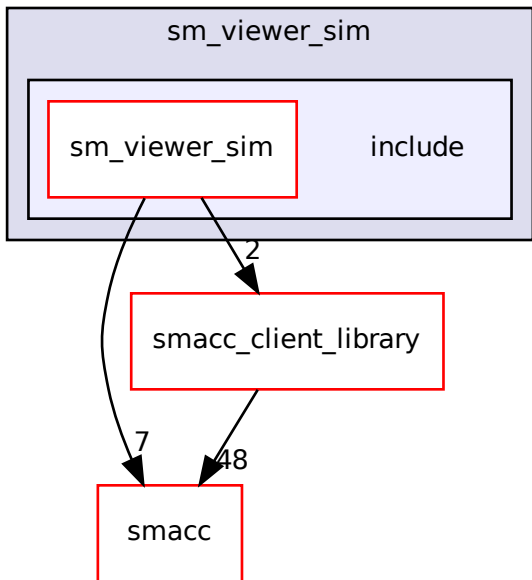 sm_viewer_sim
sm_viewer_sim
include
2
smacc_client_library
7
48
smacc